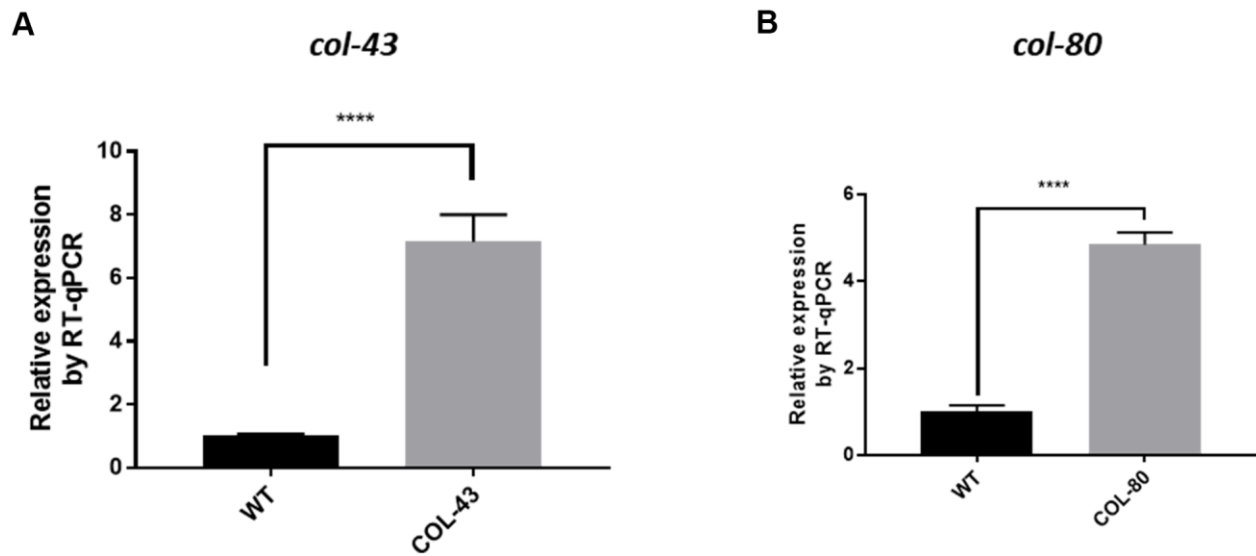 A
col-43
****
10
8
6
4
2
0
Relative expression
by RT-qPCR
WT
COL-43
B
col-80
****
6
4
2
0
Relative expression
by RT-qPCR
WT
COL-80